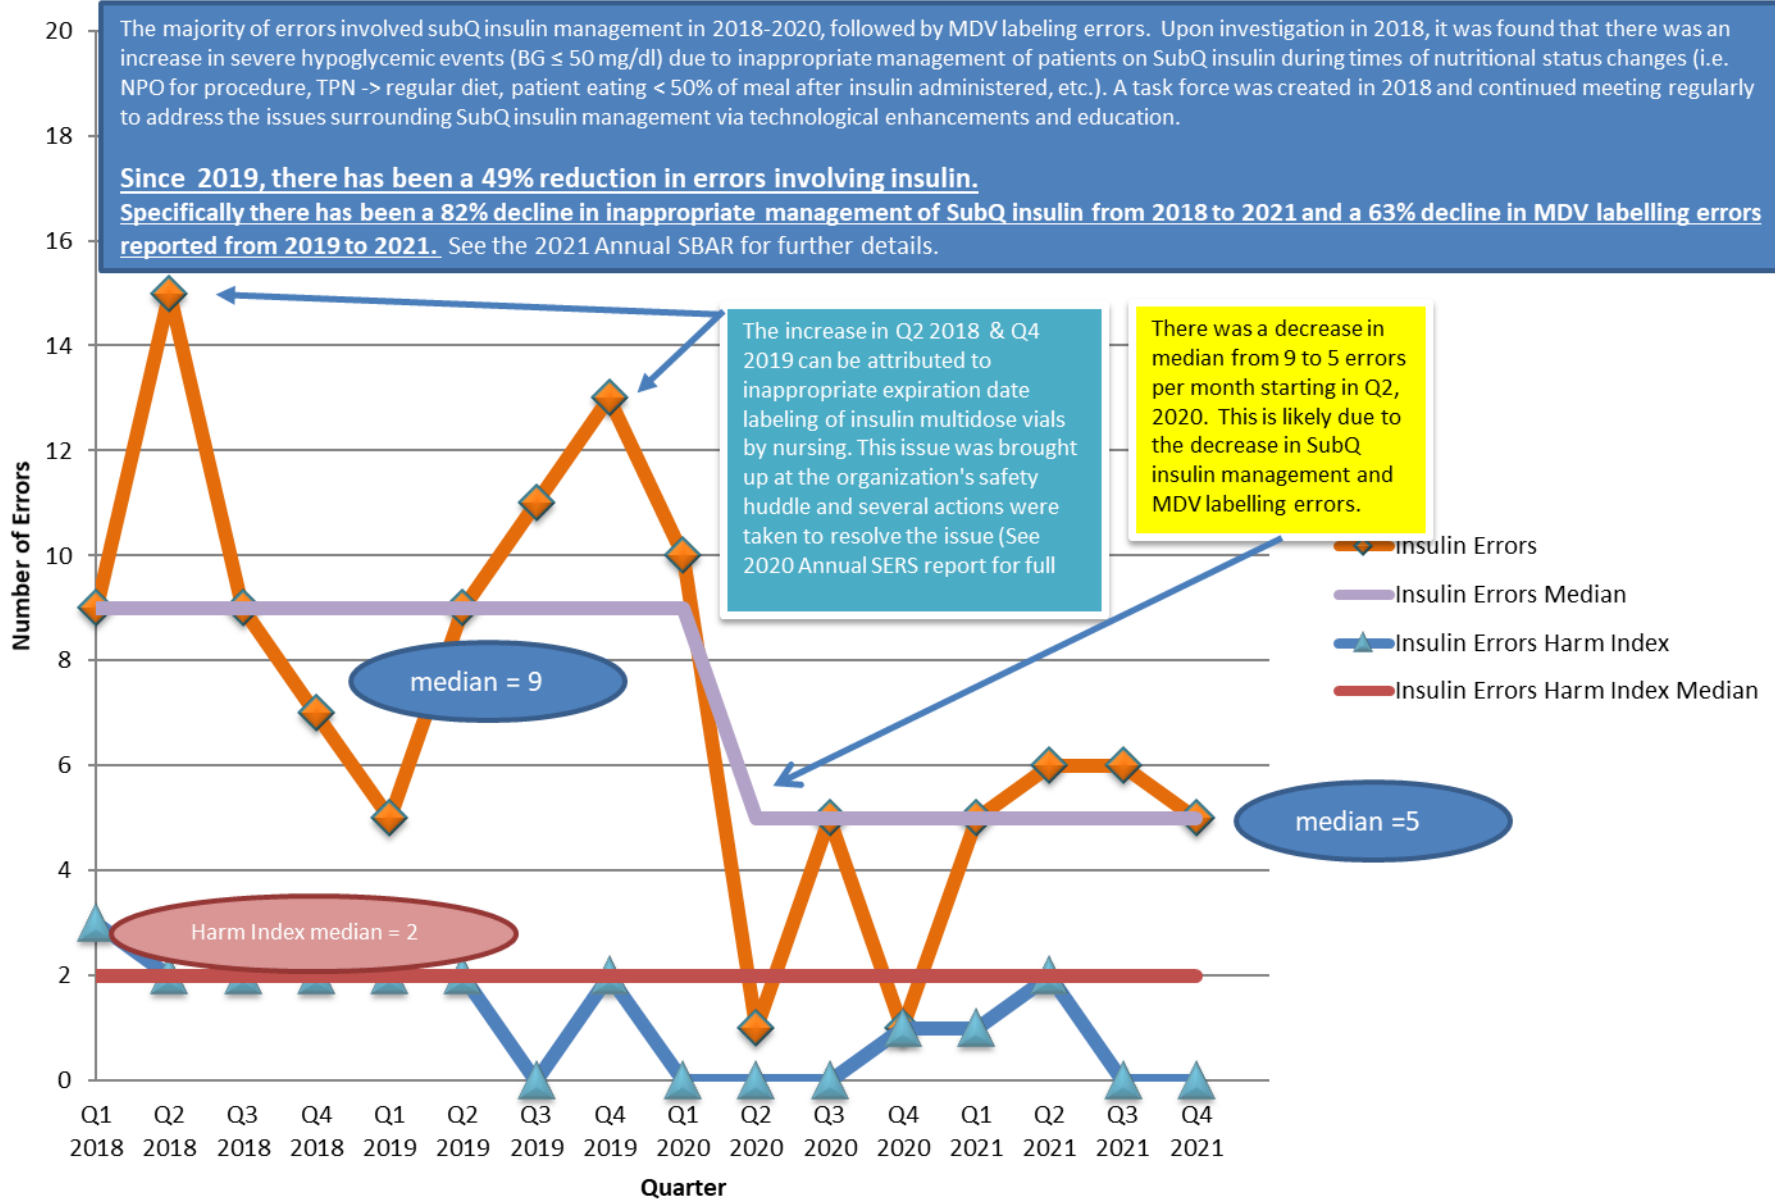 The majority of errors involved subQ insulin management in 2018-2020, followed by MDV labeling errors. Upon investigation in 2018, it was found that there was an
increase in severe hypoglycemic events (BG ≤ 50 mg/dl) due to inappropriate management of patients on SubQ insulin during times of nutritional status changes (i.e.
NPO for procedure, TPN -> regular diet, patient eating < 50% of meal after insulin administered, etc.). A task force was created in 2018 and continued meeting regularly
to address the issues surrounding SubQ insulin management via technological enhancements and education.
Since 2019, there has been a 49% reduction in errors involving insulin.
Specifically there has been a 82% decline in inappropriate management of SubQ insulin from 2018 to 2021 and a 63% decline in MDV labelling errors
reported from 2019 to 2021. See the 2021 Annual SBAR for further details.
The increase in Q2 2018 & Q4
2019 can be attributed to
inappropriate expiration date
labeling of insulin multidose vials
by nursing. This issue was brought
up at the organization's safety
huddle and several actions were
taken to resolve the issue (See
2020 Annual SERS report for full
There was a decrease in
median from 9 to 5 errors
per month starting in Q2,
2020. This is likely due to
the decrease in SubQ
insulin management and
MDV labelling errors.
Insulin Errors
Insulin Errors Median
Insulin Errors Harm Index
Insulin Errors Harm Index Median
median = 9
median =5
Harm Index median = 2
Number of Errors
20
18
16
14
12
10
8
6
4
2
0
Q1 Q2 Q3 Q4 Q1 Q2 Q3 Q4 Q1 Q2 Q3 Q4 Q1 Q2 Q3 Q4
2018 2018 2018 2018 2019 2019 2019 2019 2020 2020 2020 2020 2021 2021 2021 2021
Quarter